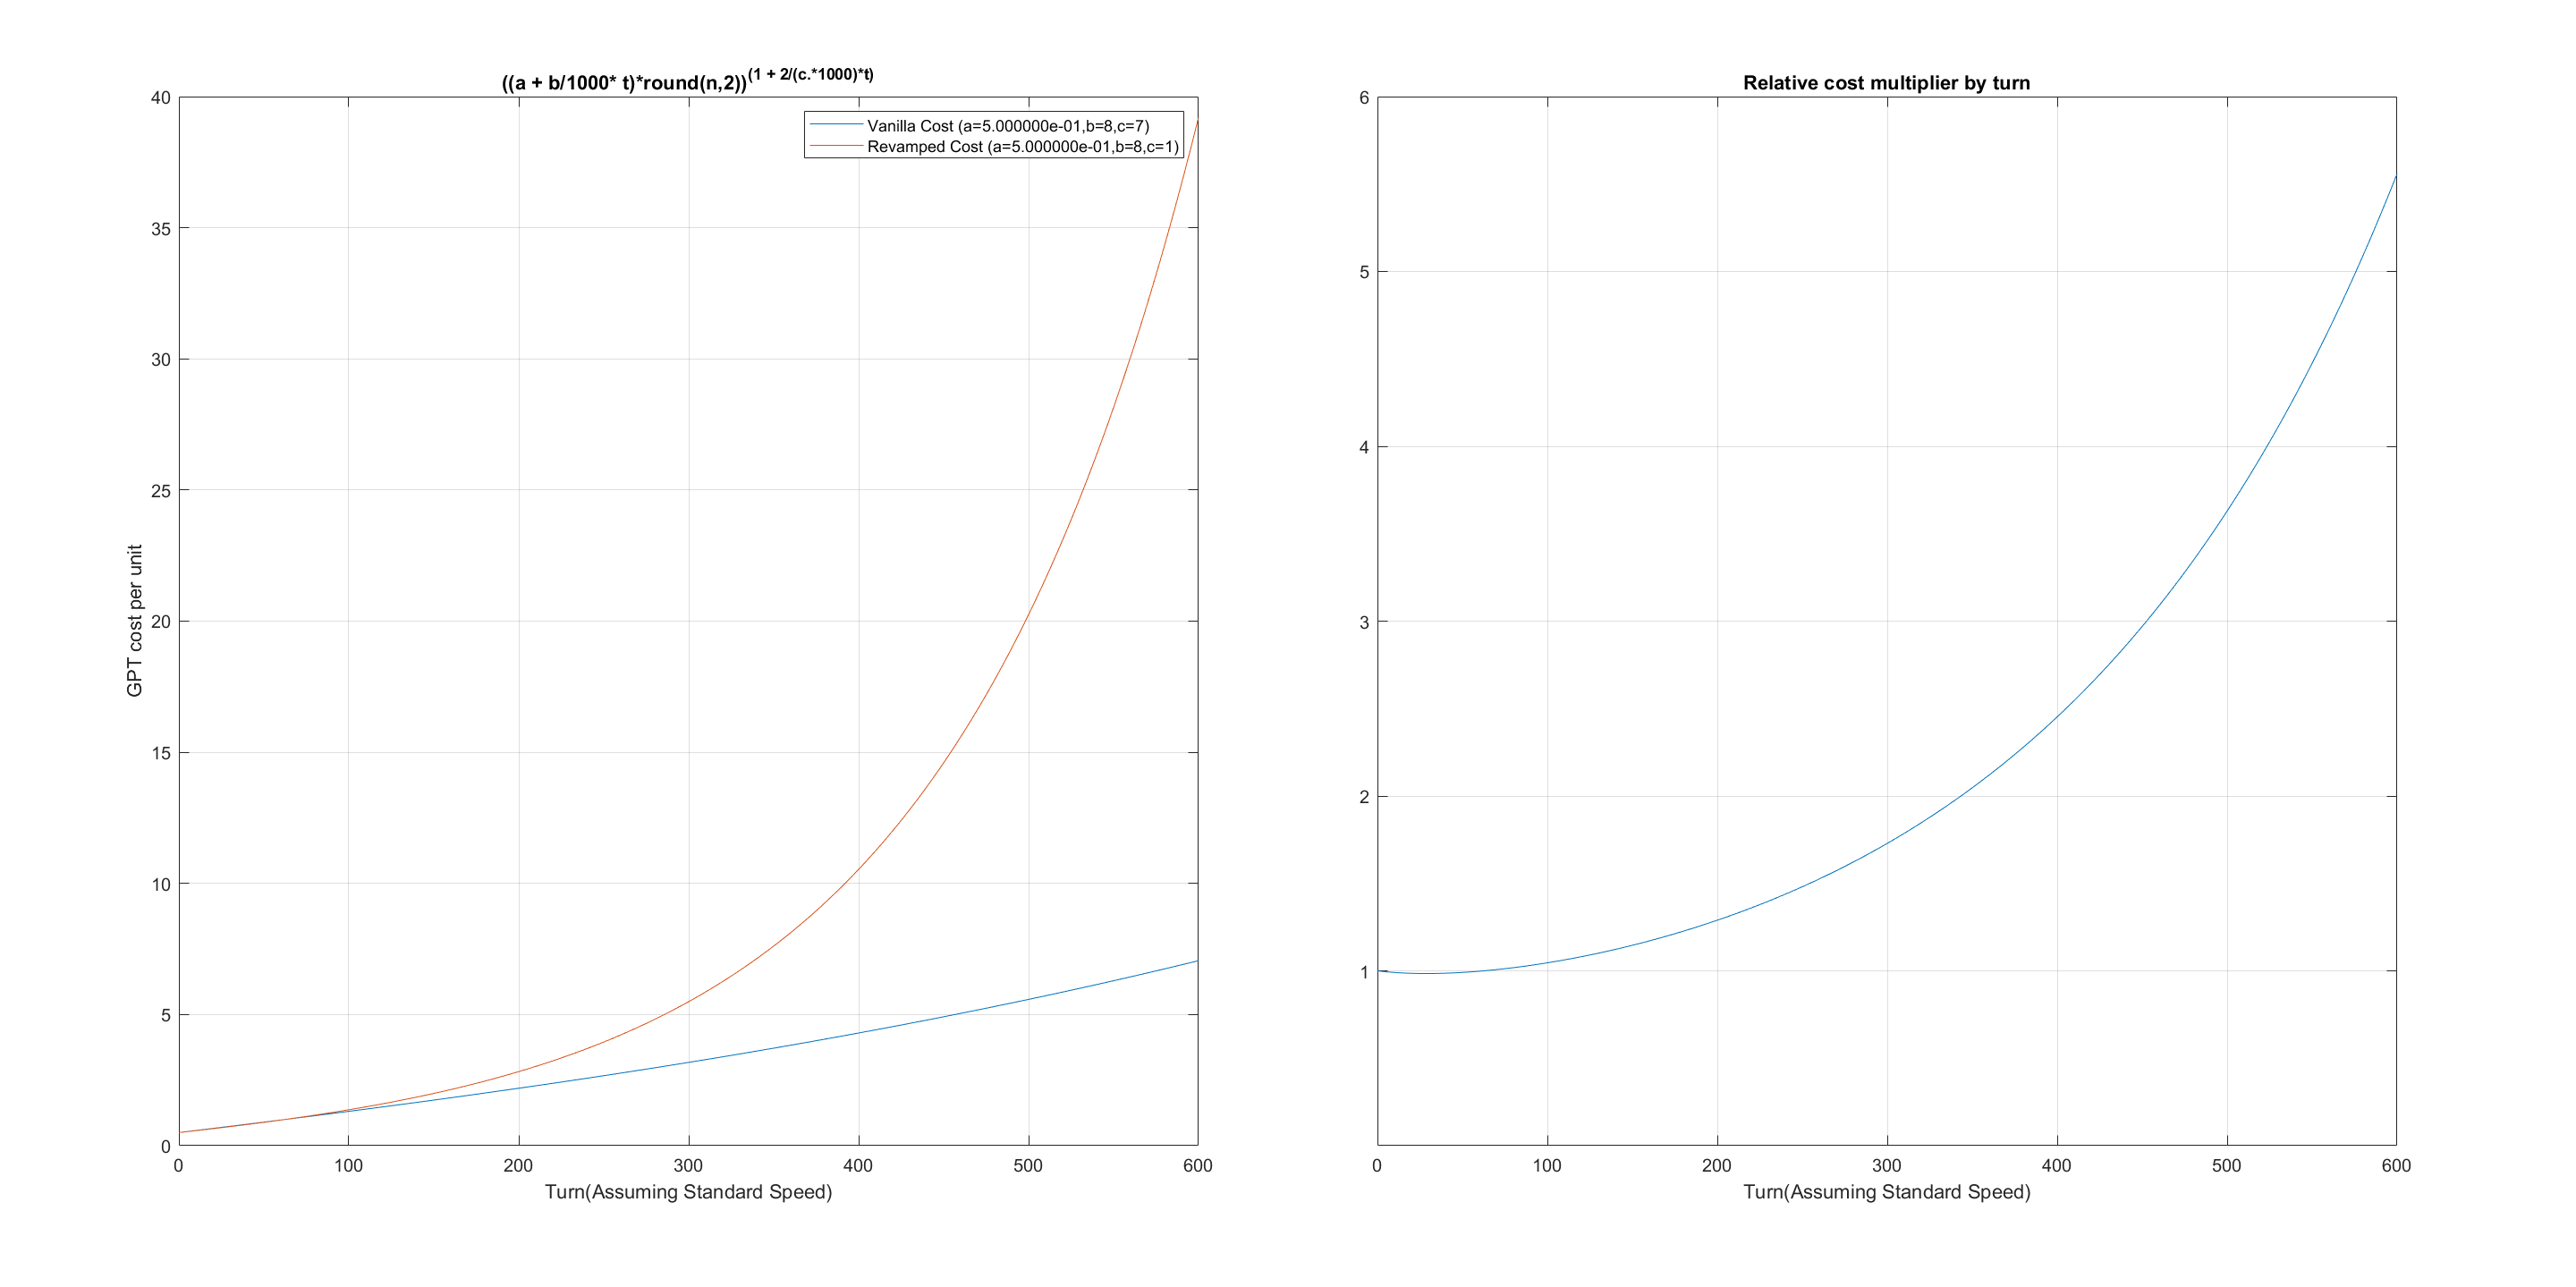 ((a + b/1000* t)*round(n,2))^(1 + 2/(c.*1000)*t)
40
35
30
25
20
15
10
5
0
GPT cost per unit
Vanilla Cost (a=5.000000e-01,b=8,c=7)
Revamped Cost (a=5.000000e-01,b=8,c=1)
0 100 200 300 400 500 600
Turn(Assuming Standard Speed)
Relative cost multiplier by turn
6
5
4
3
2
1
0 100 200 300 400 500 600
Turn(Assuming Standard Speed)